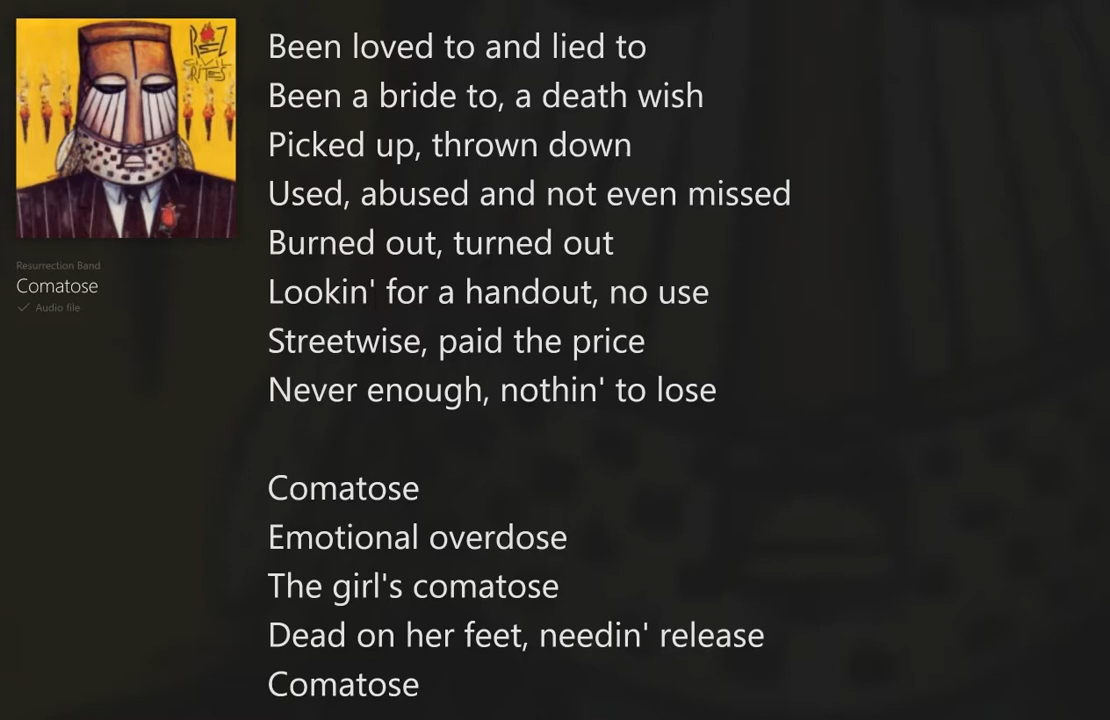 REZ
CIVIL
RITES
Resurrection Band
Comatose
Audio file
Been loved to and lied to
Been a bride to, a death wish
Picked up, thrown down
Used, abused and not even missed
Burned out, turned out
Lookin' for a handout, no use
Streetwise, paid the price
Never enough, nothin' to lose
Comatose
Emotional overdose
The girl's comatose
Dead on her feet, needin' release
Comatose